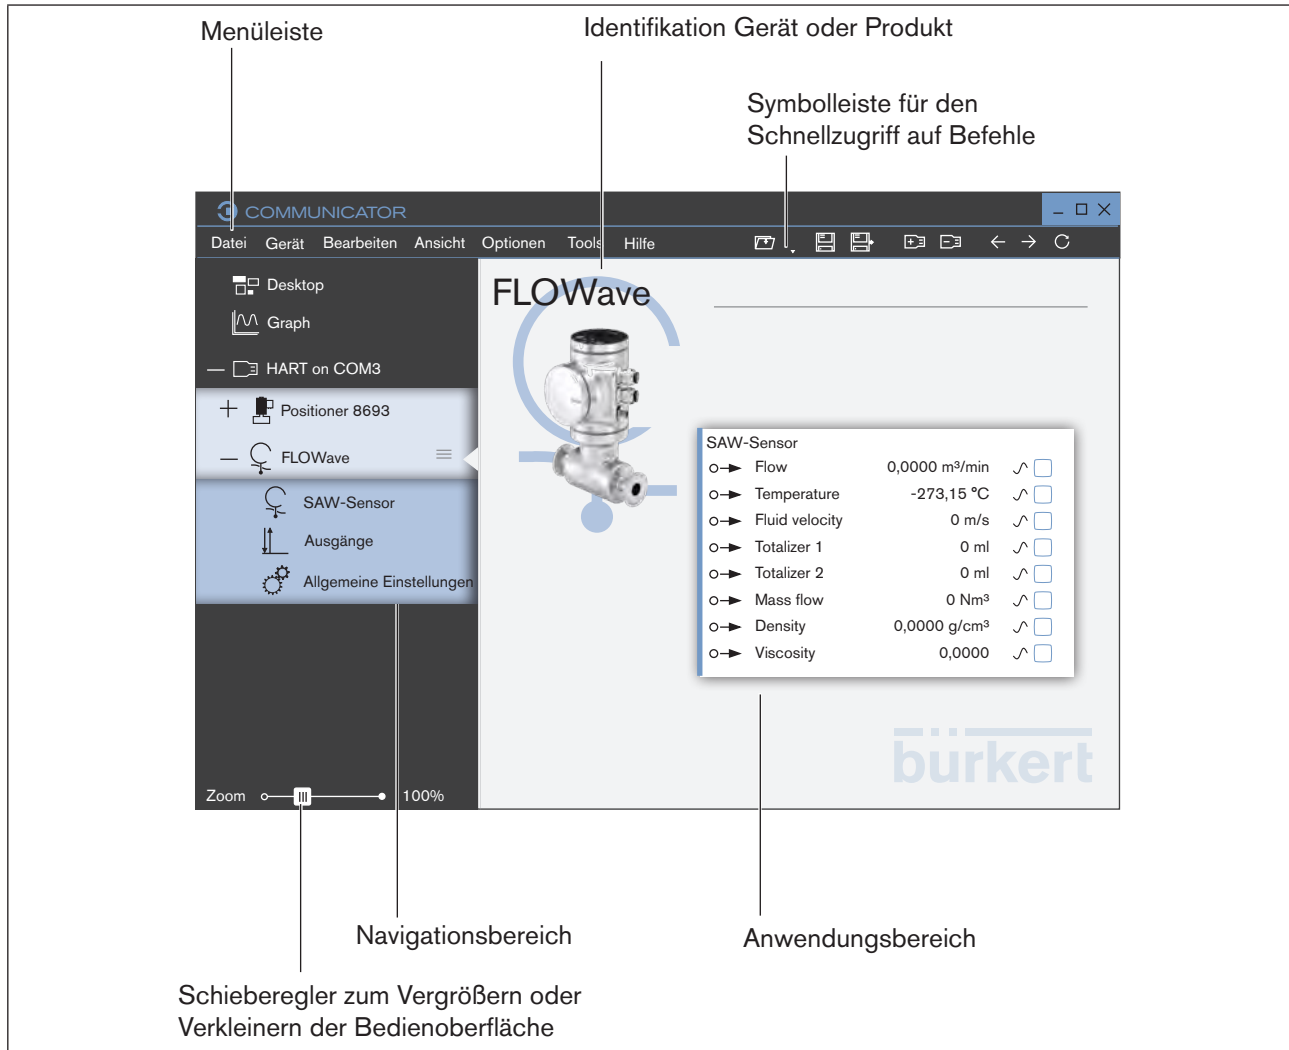 Menüleiste
Identifikation Gerät oder Produkt
Symbolleiste für den
Schnellzugriff auf Befehle
COMMUNICATOR
Datei Gerät Bearbeiten Ansicht Optionen Tools Hilfe
Desktop
Graph
HART on COM3
Positioner 8693
FLOWave
SAW-Sensor
Ausgänge
Allgemeine Einstellungen
Zoom 100%
FLOWave
SAW-Sensor
Flow 0,0000 m³/min
Temperature -273,15 °C
Fluid velocity 0 m/s
Totalizer 1 0 ml
Totalizer 2 0 ml
Mass flow 0 Nm³
Density 0,0000 g/cm³
Viscosity 0,0000
bürkert
Navigationsbereich
Anwendungsbereich
Schieberegler zum Vergrößern oder
Verkleinern der Bedienoberfläche